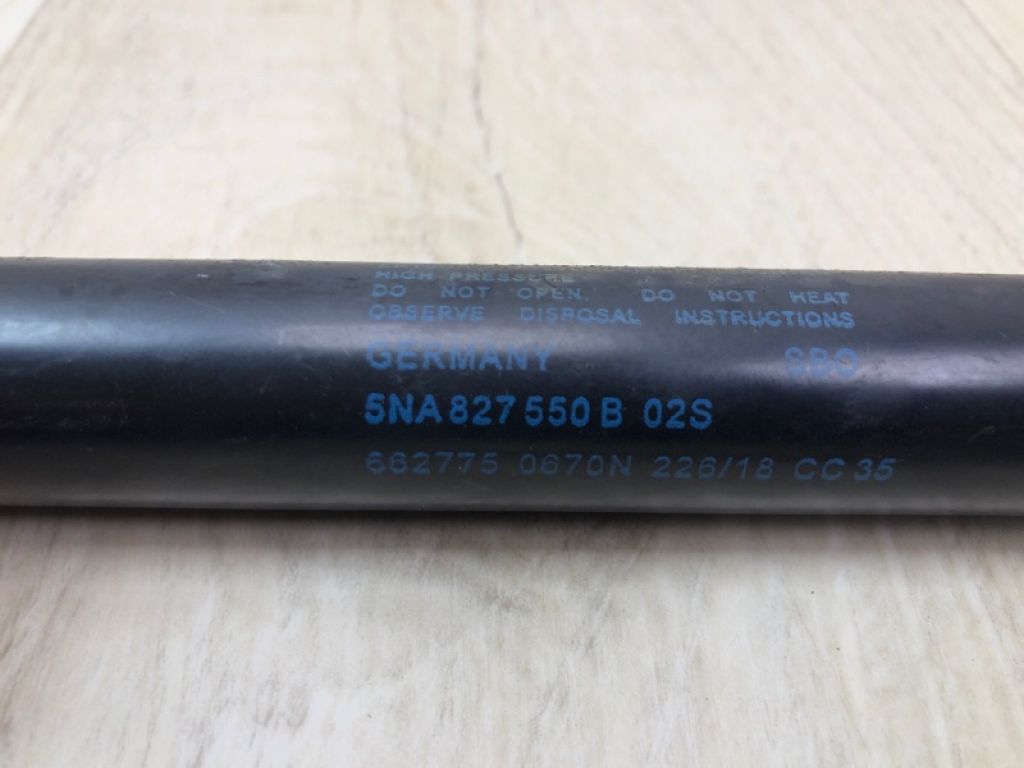 HIGH PRESSURE
DO NOT OPEN. DO NOT HEAT
OBSERVE DISPOSAL INSTRUCTIONS
GERMANY SBO
5NA 827 550 B 02S
662775 0670N 226/18 CC 35